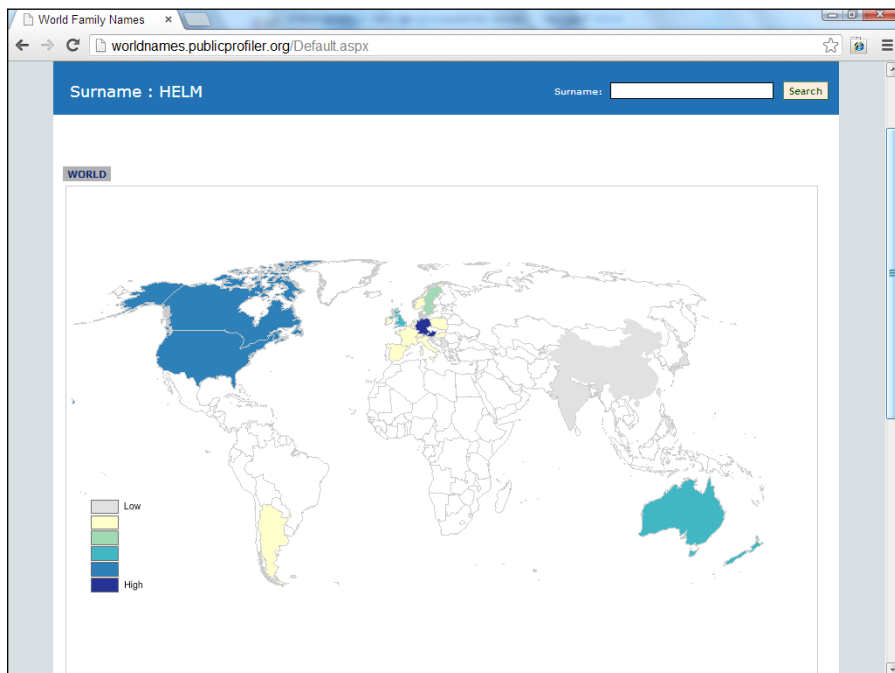 World Family Names
worldnames.publicprofiler.org/Default.aspx
Surname : HELM
Surname:
Search
WORLD
Low
High